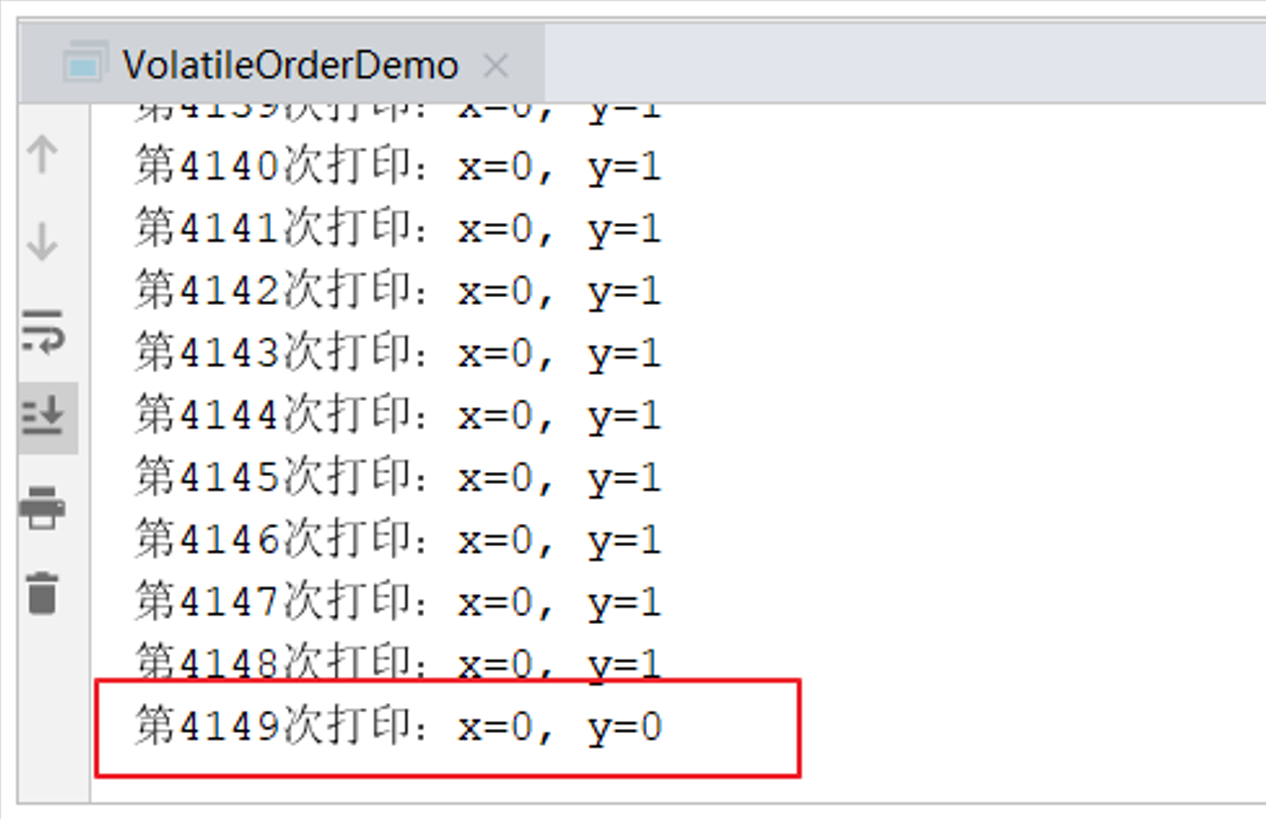 VolatileOrderDemo
第4139次打印：x=0, y=1
第4140次打印：x=0, y=1
第4141次打印：x=0, y=1
第4142次打印：x=0, y=1
第4143次打印：x=0, y=1
第4144次打印：x=0, y=1
第4145次打印：x=0, y=1
第4146次打印：x=0, y=1
第4147次打印：x=0, y=1
第4148次打印：x=0, y=1
第4149次打印：x=0, y=0